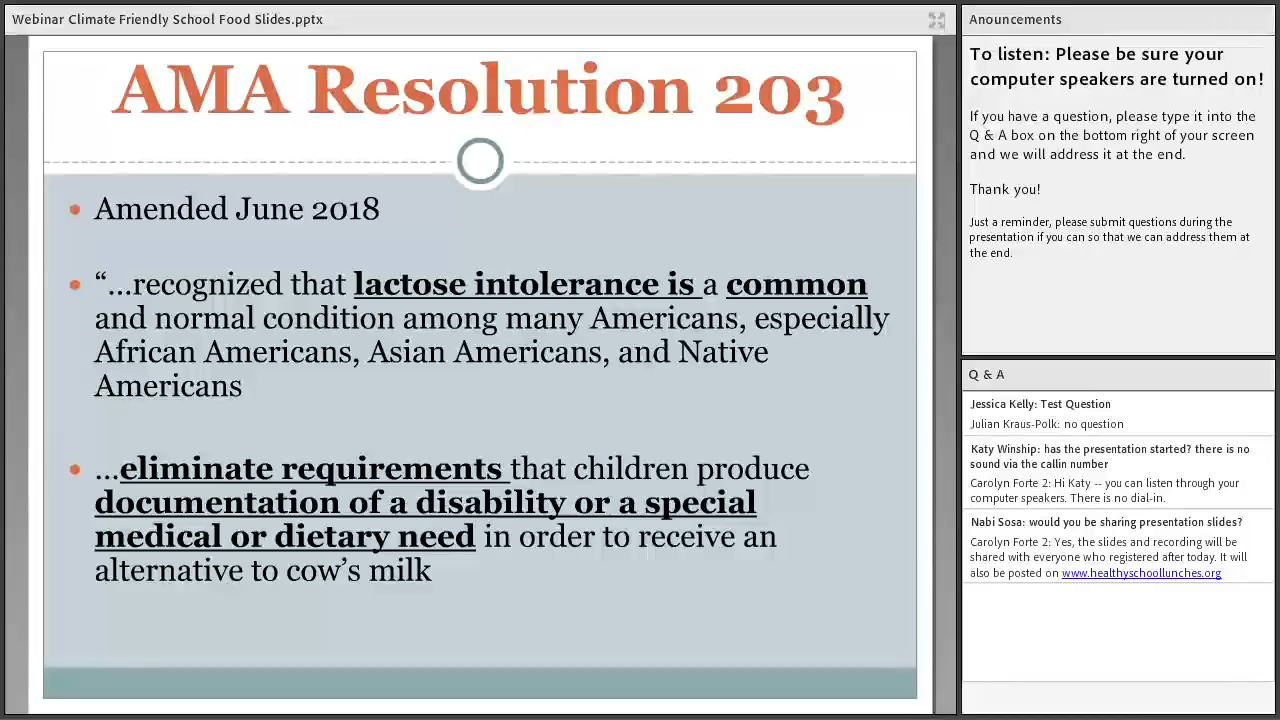 Webinar Climate Friendly School Food Slides.pptx
AMA Resolution 203
• Amended June 2018
• “…recognized that lactose intolerance is a common
and normal condition among many Americans, especially
African Americans, Asian Americans, and Native
Americans
• …eliminate requirements that children produce
documentation of a disability or a special
medical or dietary need in order to receive an
alternative to cow’s milk
Anouncements
To listen: Please be sure your
computer speakers are turned on!
If you have a question, please type it into the
Q & A box on the bottom right of your screen
and we will address it at the end.
Thank you!
Just a reminder, please submit questions during the
presentation if you can so that we can address them at
the end.
Q & A
Jessica Kelly: Test Question
Julian Kraus-Polk: no question
Katy Winship: has the presentation started? there is no
sound via the callin number
Carolyn Forte 2: Hi Katy -- you can listen through your
computer speakers. There is no dial-in.
Nabi Sosa: would you be sharing presentation slides?
Carolyn Forte 2: Yes, the slides and recording will be
shared with everyone who registered after today. It will
also be posted on www.healthyschoollunches.org